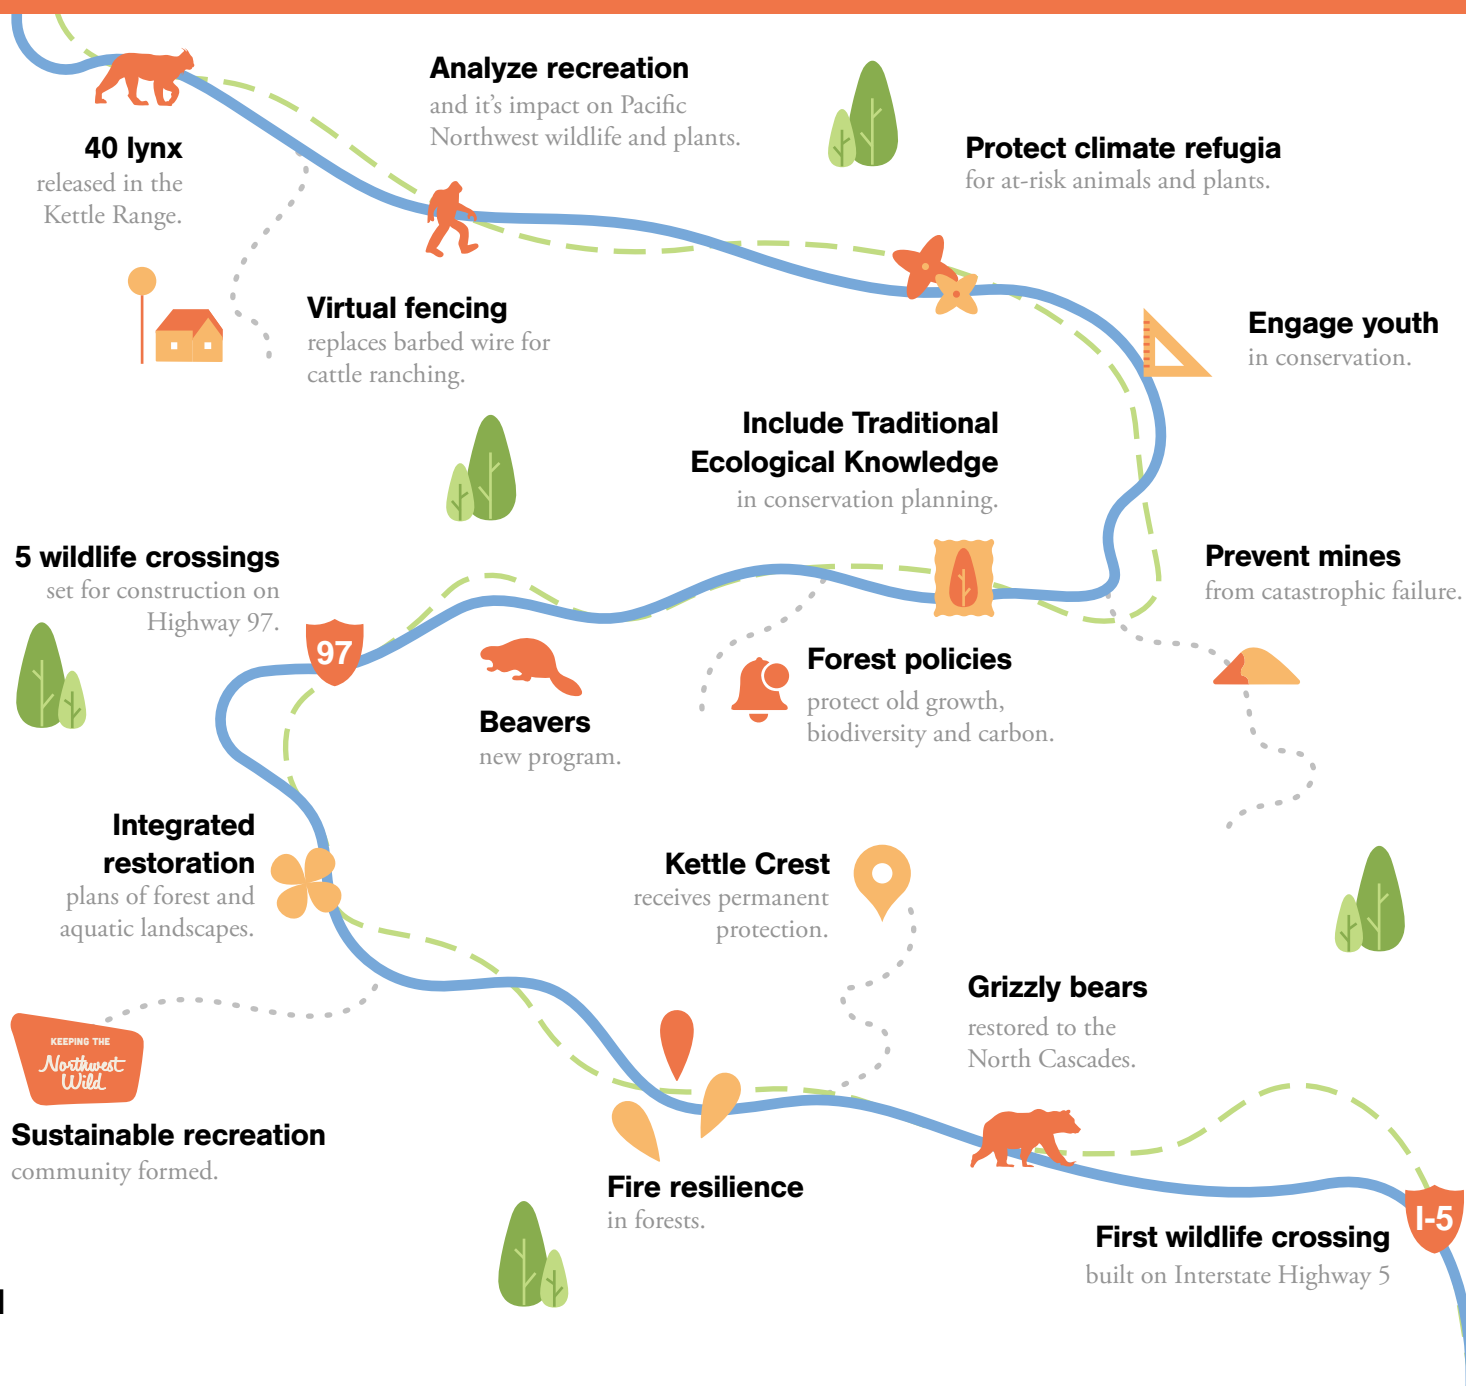 Analyze recreation
and it's impact on Pacific
Northwest wildlife and plants.
40 lynx
released in the
Kettle Range.
Protect climate refugia
for at-risk animals and plants.
Virtual fencing
replaces barbed wire for
cattle ranching.
Engage youth
in conservation.
Include Traditional
Ecological Knowledge
in conservation planning.
5 wildlife crossings
set for construction on
Highway 97.
97
Prevent mines
from catastrophic failure.
Beavers
new program.
Forest policies
protect old growth,
biodiversity and carbon.
Integrated
restoration
plans of forest and
aquatic landscapes.
Kettle Crest
receives permanent
protection.
Grizzly bears
restored to the
North Cascades.
KEEPING THE
Northwest
Wild
Sustainable recreation
community formed.
Fire resilience
in forests.
I-5
First wildlife crossing
built on Interstate Highway 5